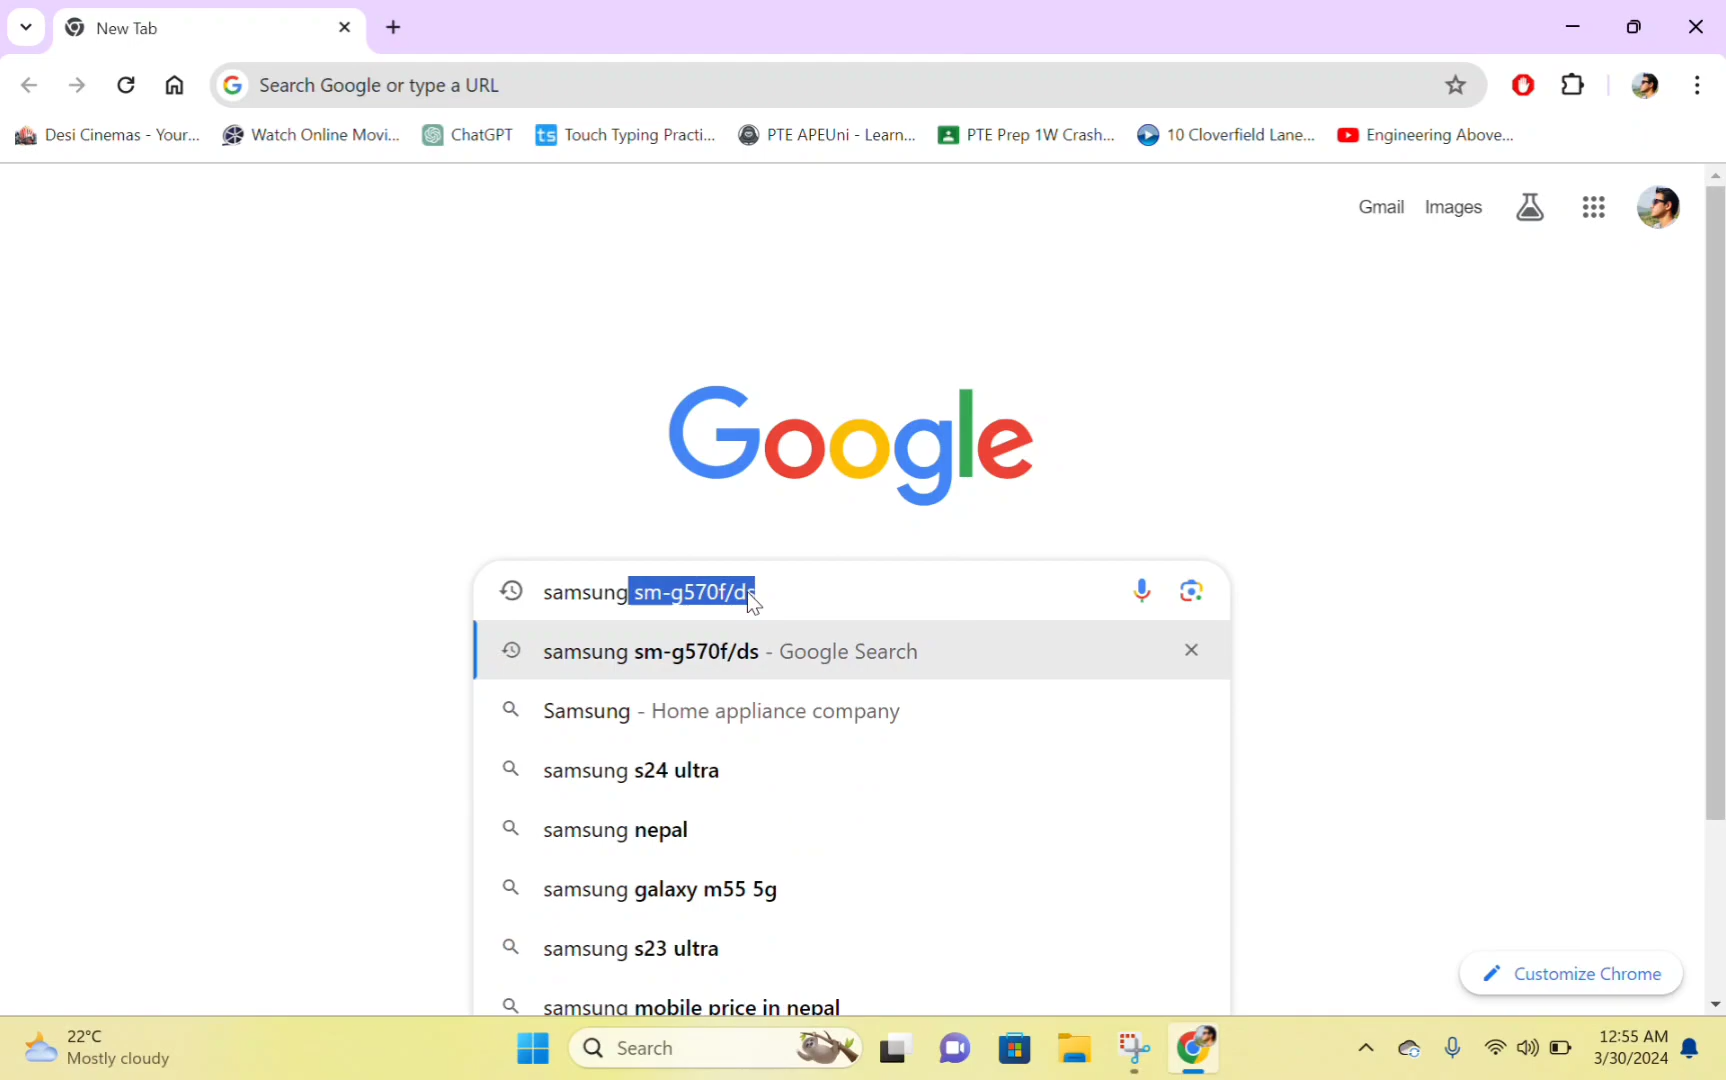 New Tab
Search Google or type a URL
Desi Cinemas - Your... Watch Online Movi... ChatGPT ts Touch Typing Practi... PTE APEUni - Learn... PTE Prep 1W Crash... 10 Cloverfield Lane... Engineering Above...
Gmail Images
Google
samsung sm-g570f/ds
samsung sm-g570f/ds - Google Search
Samsung - Home appliance company
samsung s24 ultra
samsung nepal
samsung galaxy m55 5g
samsung s23 ultra
Customize Chrome
samsung mobile price in nepal
22°C
Mostly cloudy
Search
12:55 AM
3/30/2024